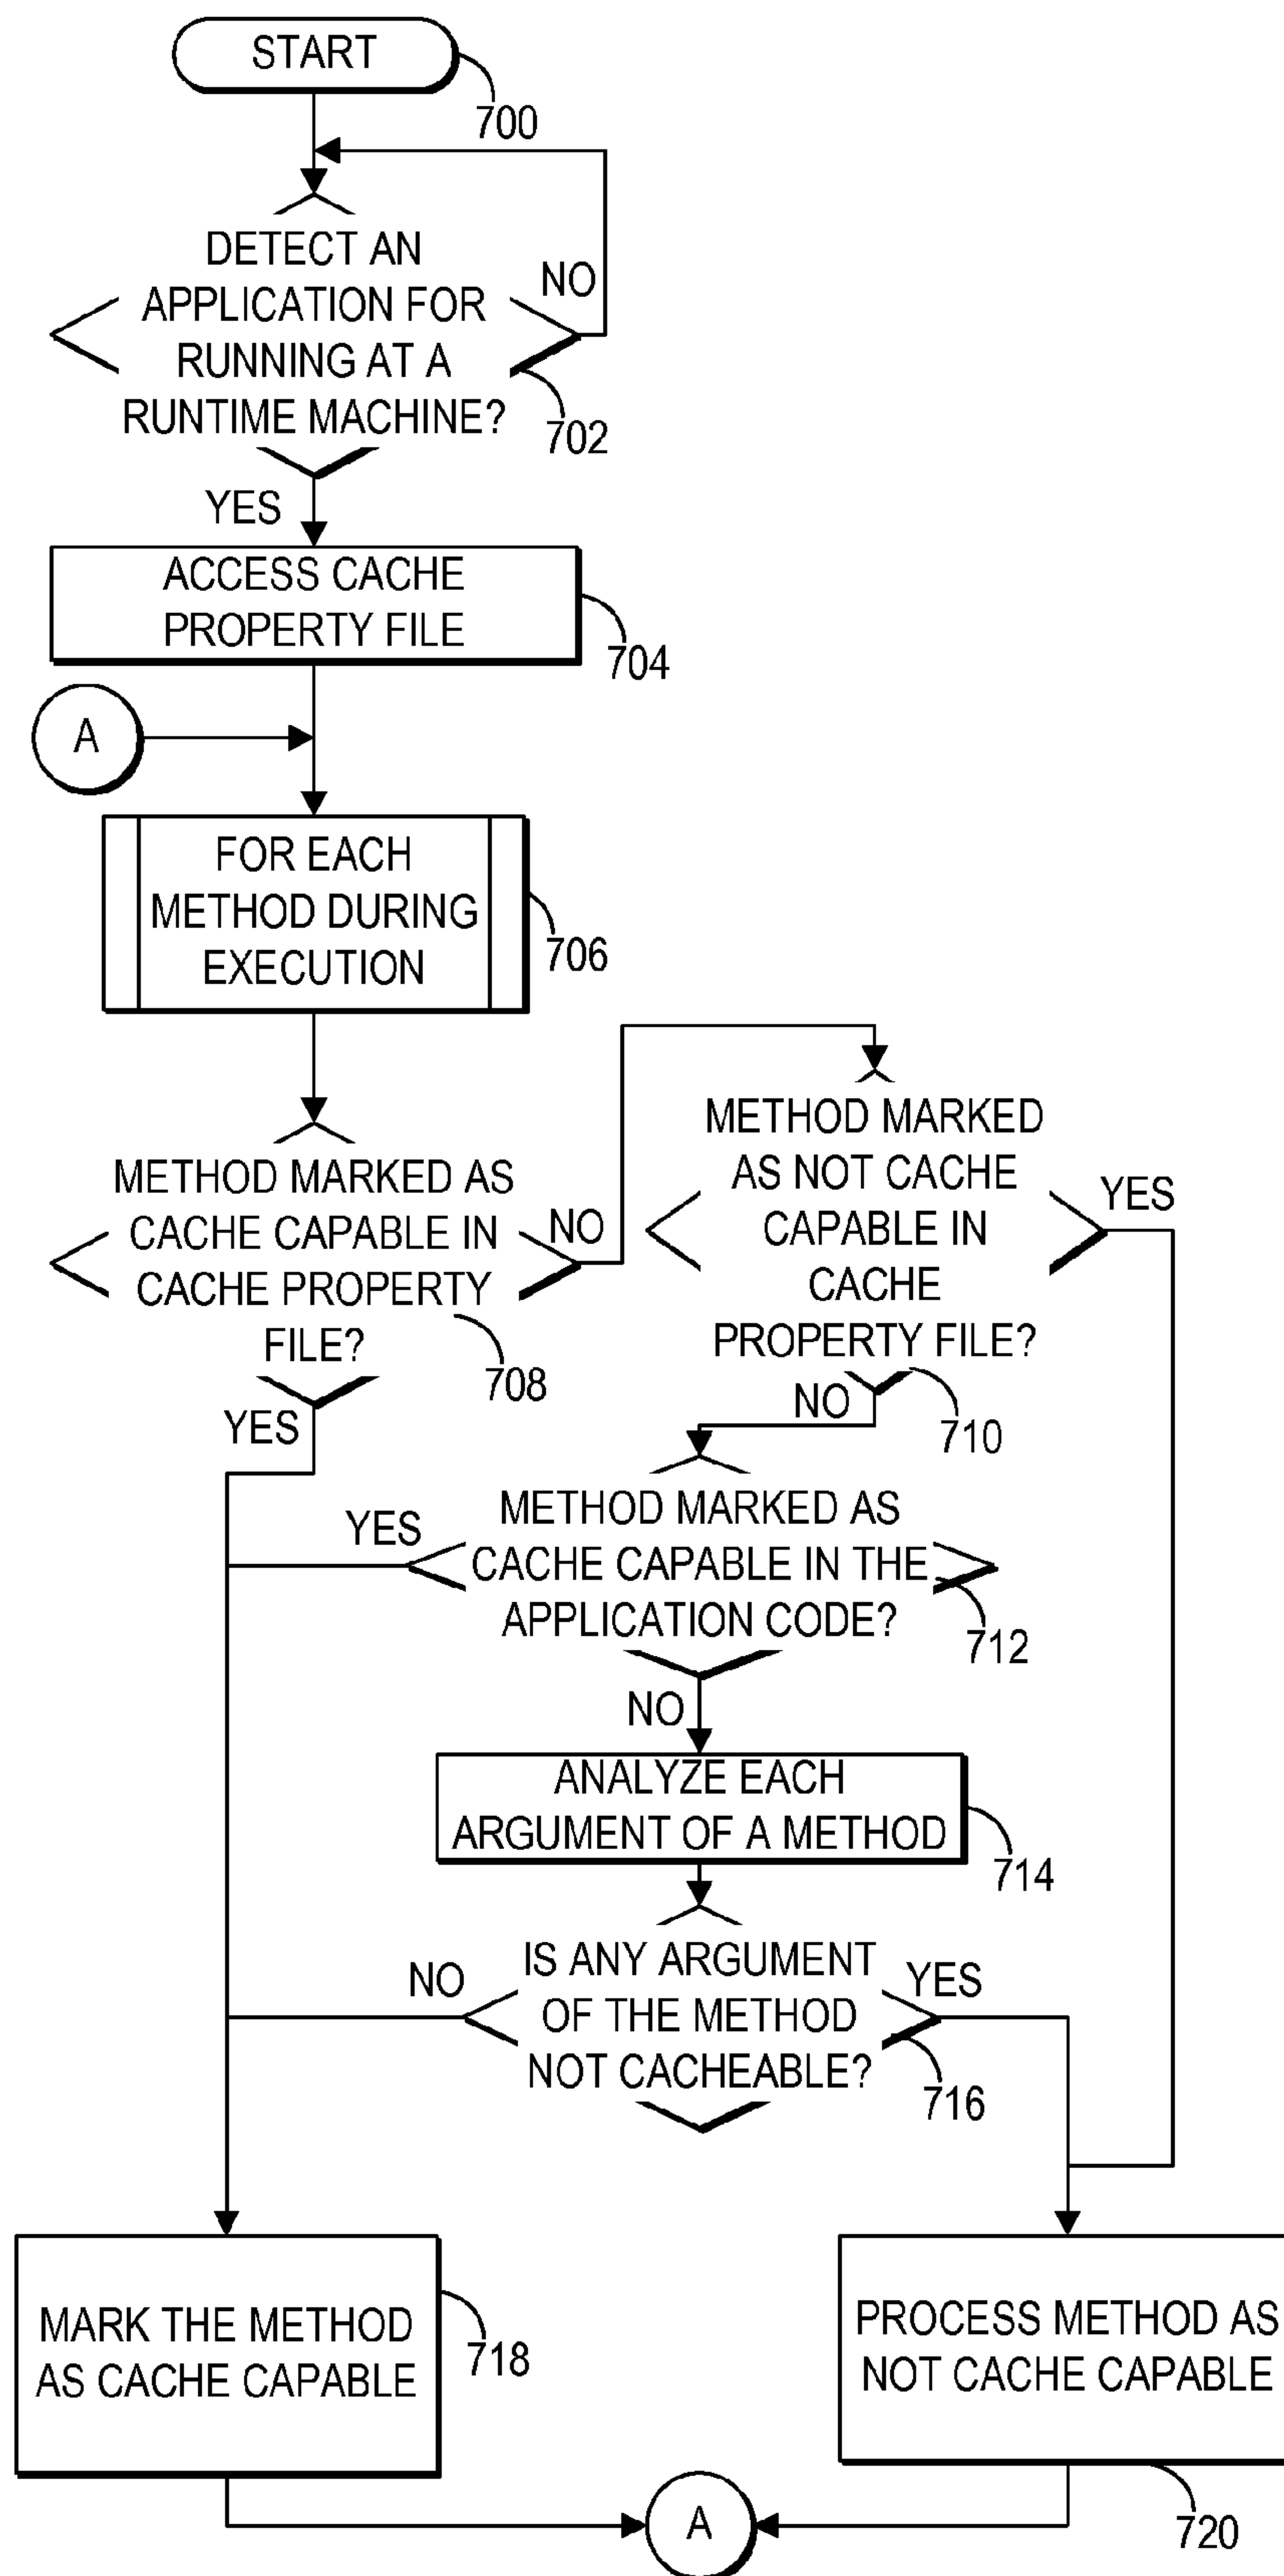 START
700
DETECT AN
APPLICATION FOR
RUNNING AT A
RUNTIME MACHINE?
NO
702
YES
ACCESS CACHE
PROPERTY FILE
704
A
FOR EACH
METHOD DURING
EXECUTION
706
METHOD MARKED AS
CACHE CAPABLE IN
CACHE PROPERTY
FILE?
NO
708
YES
METHOD MARKED
AS NOT CACHE
CAPABLE IN
CACHE
PROPERTY FILE?
YES
NO
710
METHOD MARKED AS
CACHE CAPABLE IN THE
APPLICATION CODE?
YES
712
NO
ANALYZE EACH
ARGUMENT OF A METHOD
714
IS ANY ARGUMENT
OF THE METHOD
NOT CACHEABLE?
NO
YES
716
MARK THE METHOD
AS CACHE CAPABLE
718
PROCESS METHOD AS
NOT CACHE CAPABLE
720
A